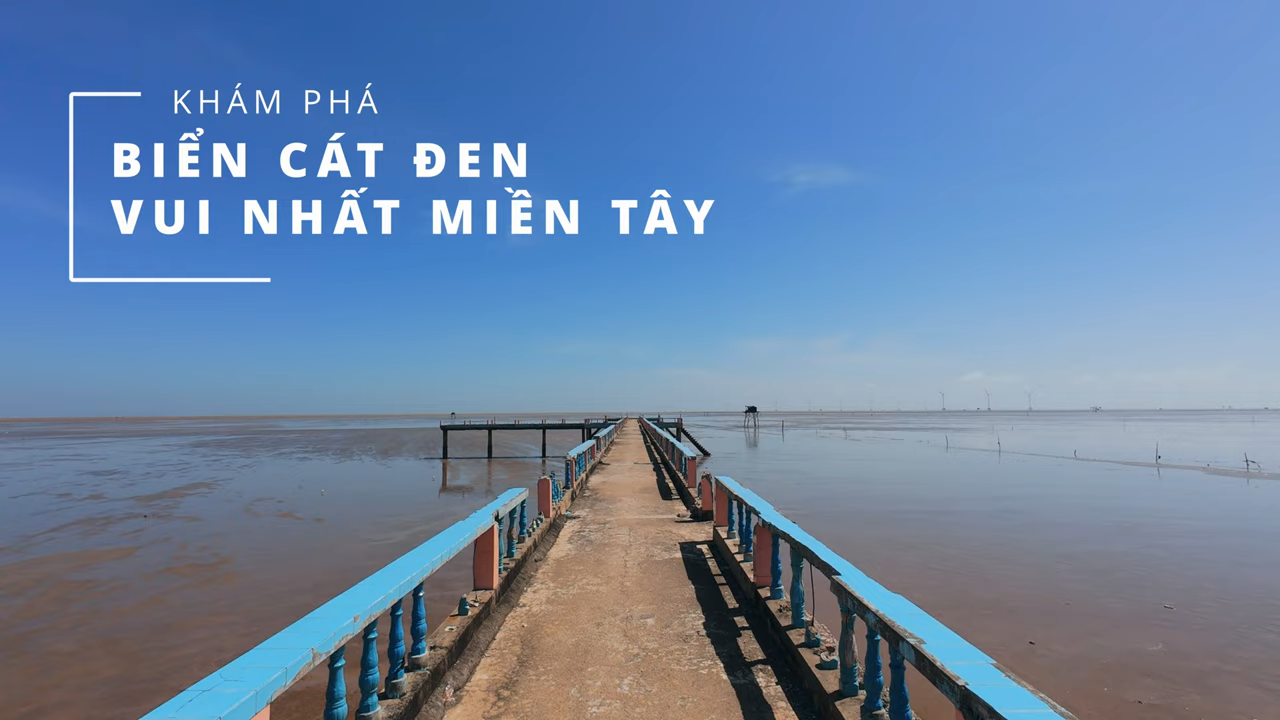 KHÁM PHÁ
BIỂN CÁT ĐEN
VUI NHẤT MIỀN TÂY